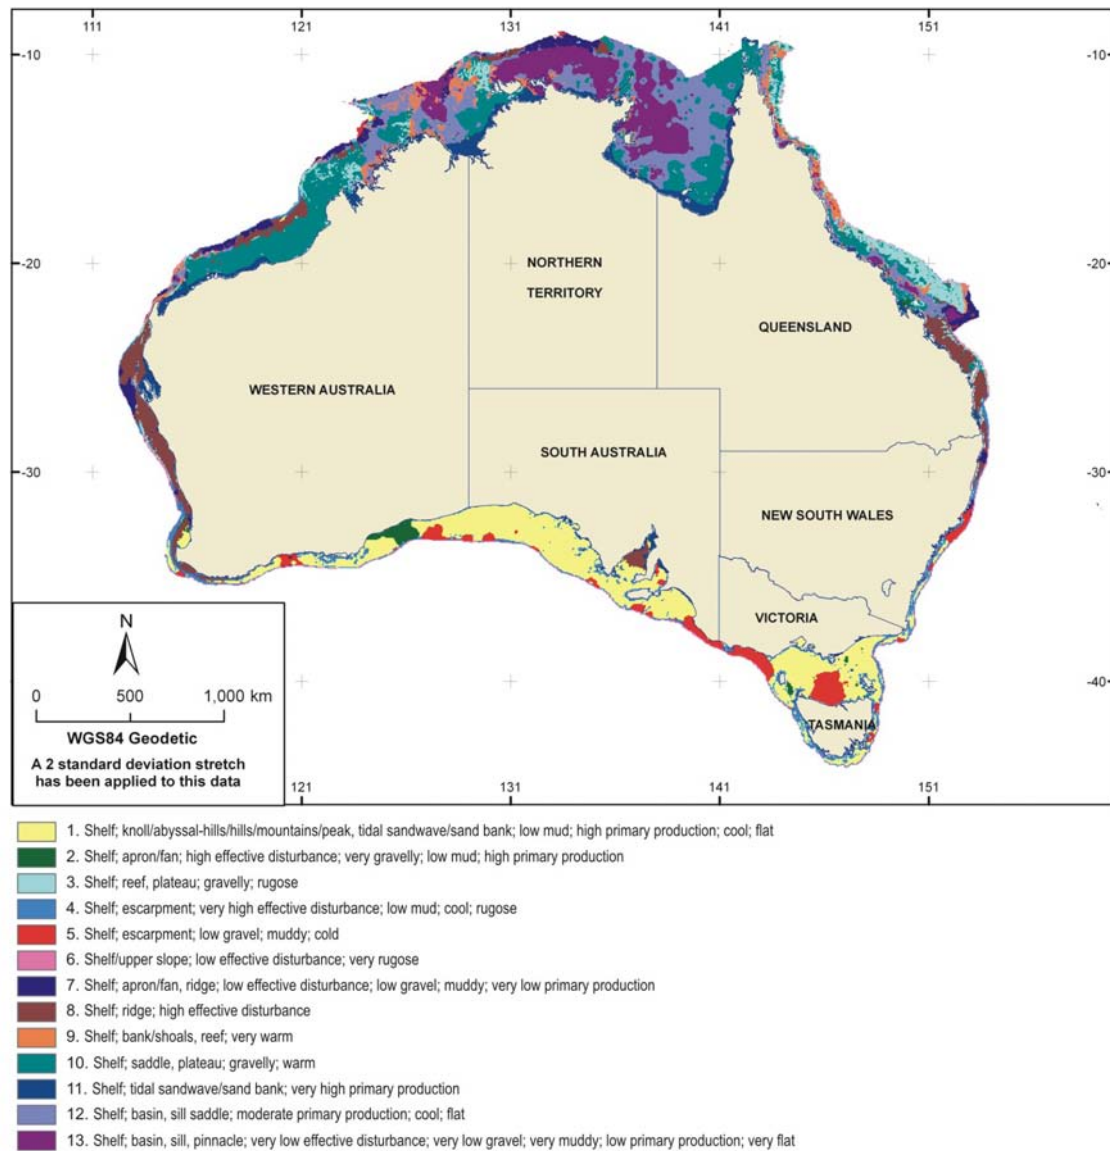 111 121 131 141 151
-10 -10
NORTHERN
-20 -20
TERRITORY
QUEENSLAND
WESTERN AUSTRALIA
SOUTH AUSTRALIA
-30 -30
NEW SOUTH WALES
VICTORIA
N
-40 -40
0 500 1,000 km
TASMANIA
WGS84 Geodetic
A 2 standard deviation stretch
has been applied to this data
121 131 141 151
1. Shelf; knoll/abyssal-hills/hills/mountains/peak, tidal sandwave/sand bank; low mud; high primary production; cool; flat
2. Shelf; apron/fan; high effective disturbance; very gravelly; low mud; high primary production
3. Shelf; reef, plateau; gravelly; rugose
4. Shelf; escarpment; very high effective disturbance; low mud; cool; rugose
5. Shelf; escarpment; low gravel; muddy; cold
6. Shelf/upper slope; low effective disturbance; very rugose
7. Shelf; apron/fan, ridge; low effective disturbance; low gravel; muddy; very low primary production
8. Shelf; ridge; high effective disturbance
9. Shelf; bank/shoals, reef; very warm
10. Shelf; saddle, plateau; gravelly; warm
11. Shelf; tidal sandwave/sand bank; very high primary production
12. Shelf; basin, sill saddle; moderate primary production; cool; flat
13. Shelf; basin, sill, pinnacle; very low effective disturbance; very low gravel; very muddy; low primary production; very flat